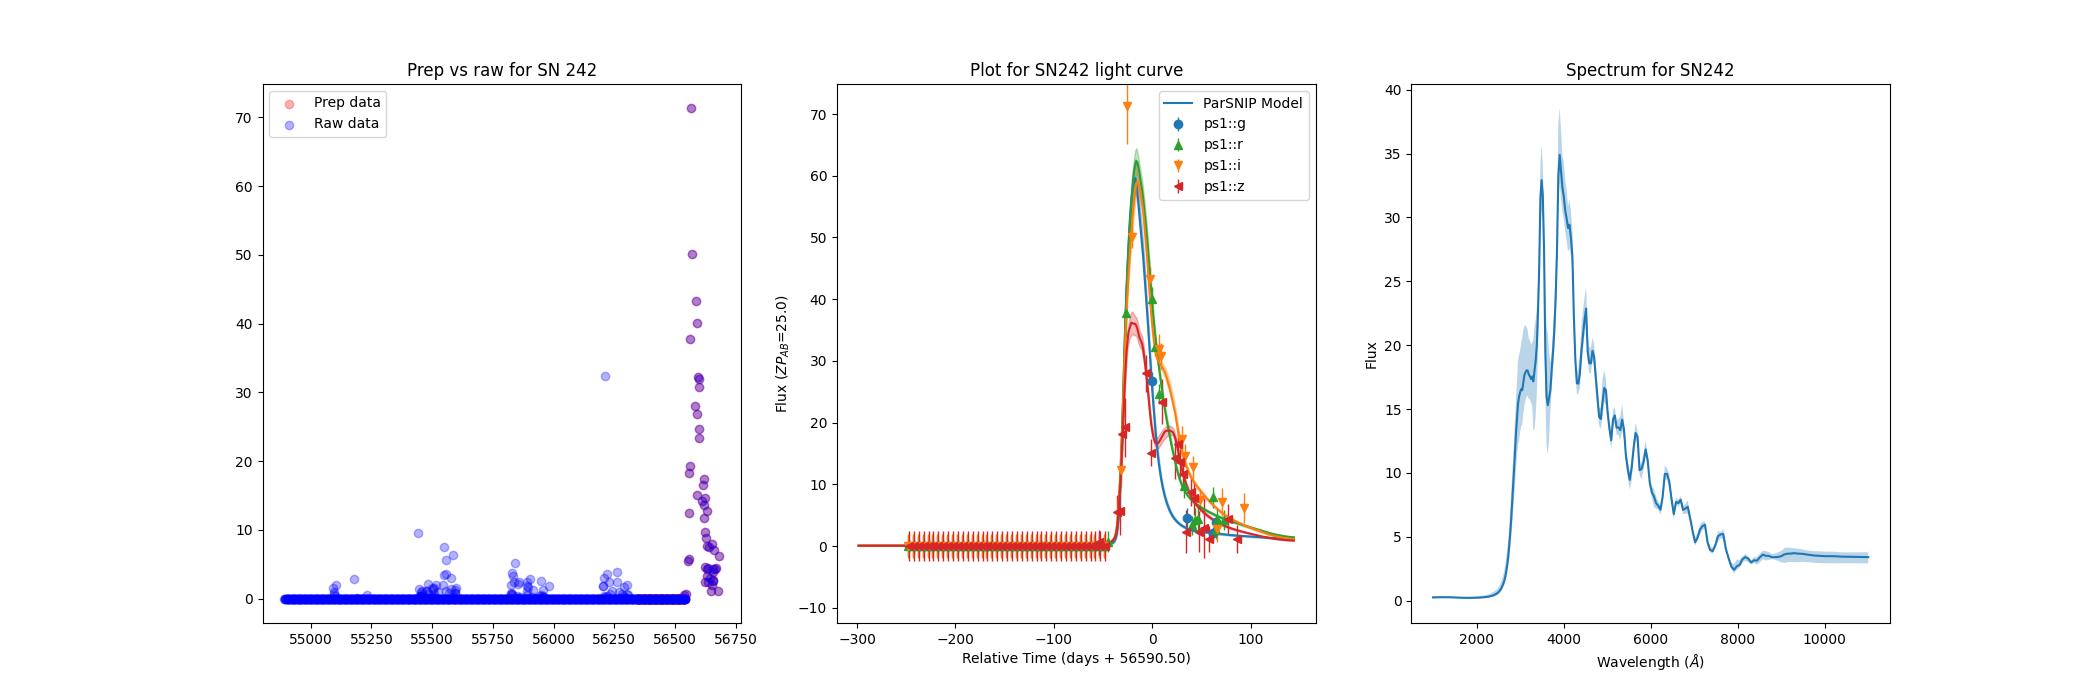 Prep vs raw for SN 242
Prep data
Raw data
70
60
50
40
30
20
10
0
55000 55250 55500 55750 56000 56250 56500 56750
Plot for SN242 light curve
ParSNIP Model
ps1::g
ps1::r
ps1::i
ps1::z
Flux (ZP_AB=25.0)
70
60
50
40
30
20
10
0
−10
−300 −200 −100 0 100
Relative Time (days + 56590.50)
Spectrum for SN242
Flux
40
35
30
25
20
15
10
5
0
2000 4000 6000 8000 10000
Wavelength (Å)